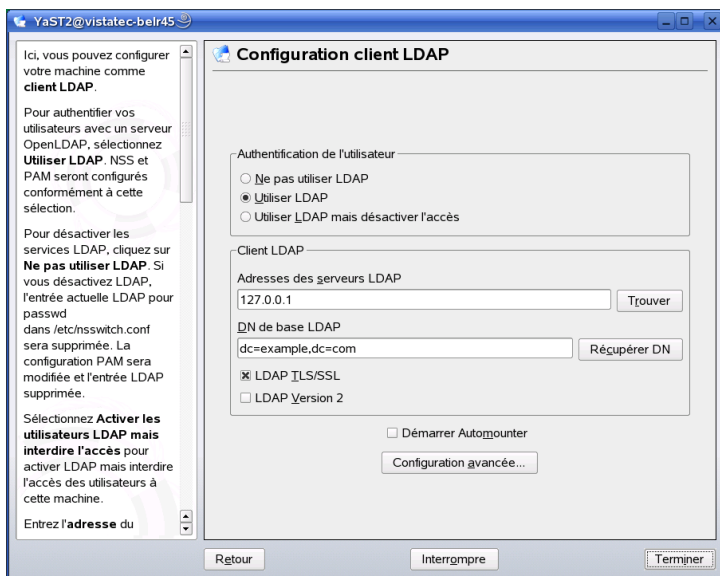 YaST2@vistatec-belr45
Ici, vous pouvez configurer
votre machine comme
client LDAP.
Pour authentifier vos
utilisateurs avec un serveur
OpenLDAP, sélectionnez
Utiliser LDAP. NSS et
PAM seront configurés
conformément à cette
sélection.
Pour désactiver les
services LDAP, cliquez sur
Ne pas utiliser LDAP. Si
vous désactivez LDAP,
l'entrée actuelle LDAP pour
passwd
dans /etc/nsswitch.conf
sera supprimée. La
configuration PAM sera
modifiée et l'entrée LDAP
supprimée.
Sélectionnez Activer les
utilisateurs LDAP mais
interdire l'accès pour
activer LDAP mais interdire
l'accès des utilisateurs à
cette machine.
Entrez l'adresse du
Configuration client LDAP
Authentification de l'utilisateur
Ne pas utiliser LDAP
Utiliser LDAP
Utiliser LDAP mais désactiver l'accès
Client LDAP
Adresses des serveurs LDAP
127.0.0.1 Trouver
DN de base LDAP
dc=example,dc=com Récupérer DN
LDAP TLS/SSL
LDAP Version 2
Démarrer Automounter
Configuration avancée...
Retour Interrompre Terminer